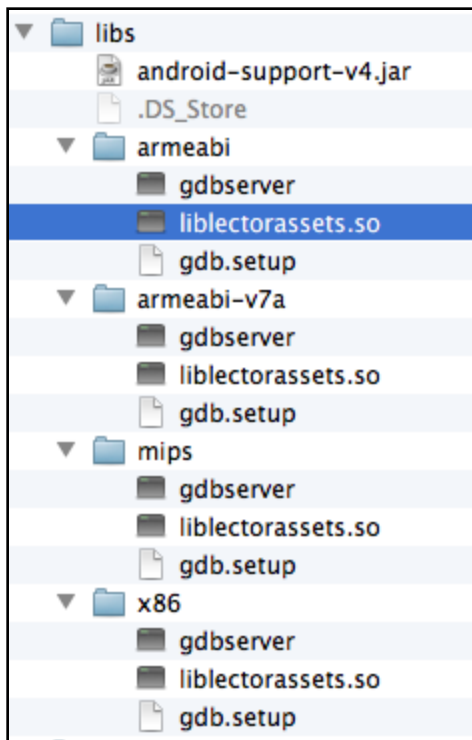 libs
android-support-v4.jar
.DS_Store
armeabi
gdbserver
liblectorassets.so
gdb.setup
armeabi-v7a
gdbserver
liblectorassets.so
gdb.setup
mips
gdbserver
liblectorassets.so
gdb.setup
x86
gdbserver
liblectorassets.so
gdb.setup